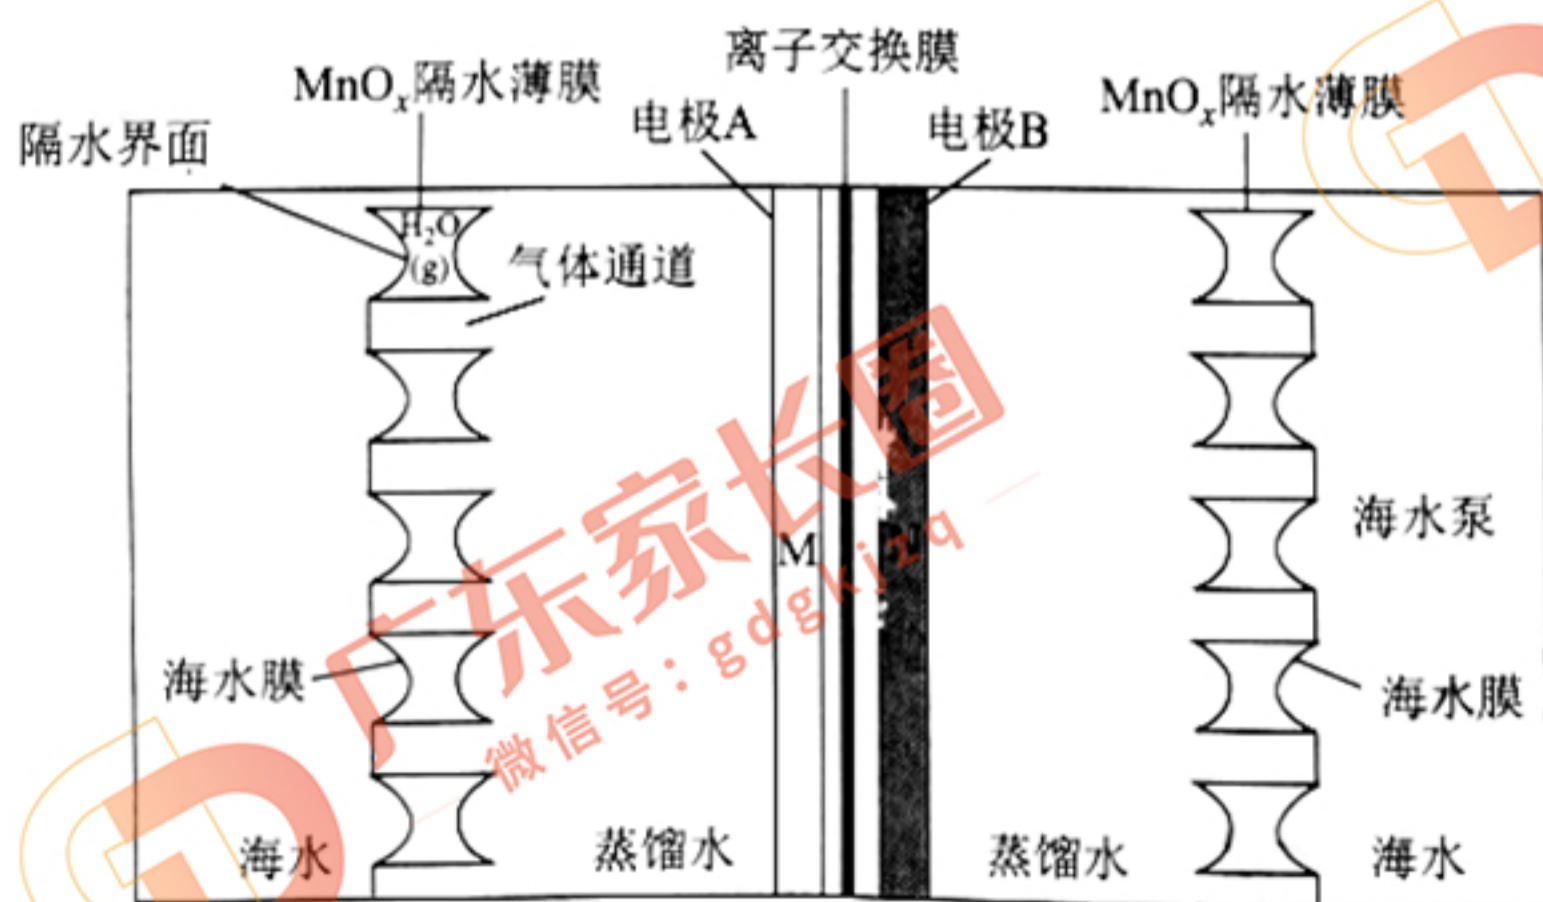 离子交换膜
MnOx隔水薄膜
电极A
电极B
MnOx隔水薄膜
隔水界面
H2O
(g)
气体通道
广东家长圈
微信号：gdgkjzq
M
海水泵
海水膜
海水膜
海水
蒸馏水
蒸馏水
海水